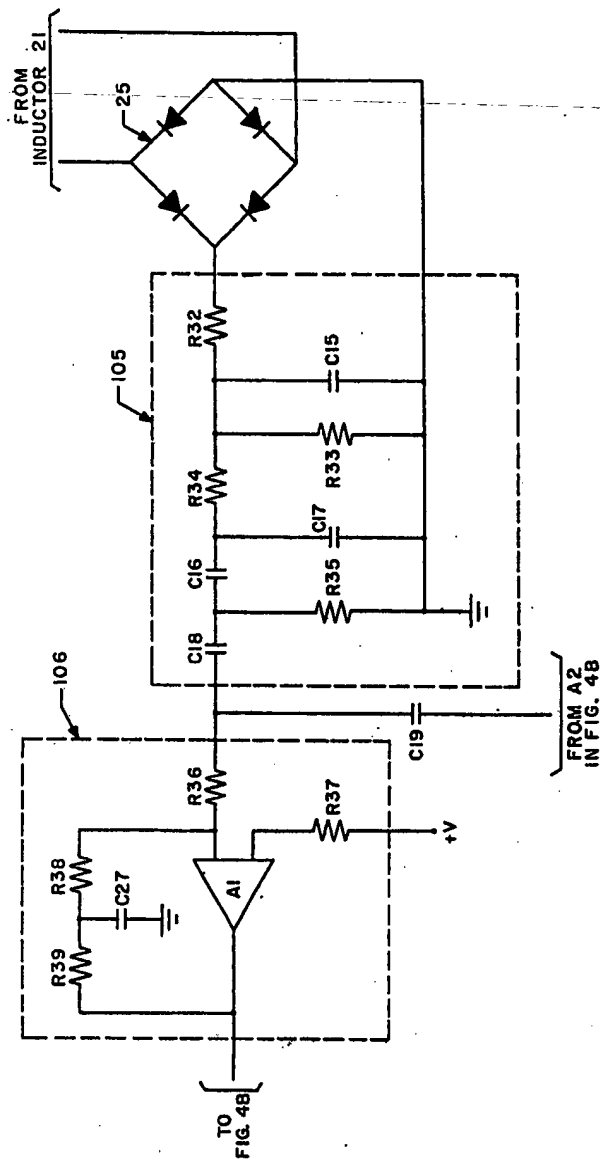 FROM
INDUCTOR 21
25
105
R32
C15
R33
R34
C17
C16
R35
C18
106
C19
FROM A2
IN FIG. 4B
R36
R37
+V
R38
C27
A1
R39
TO
FIG. 4B